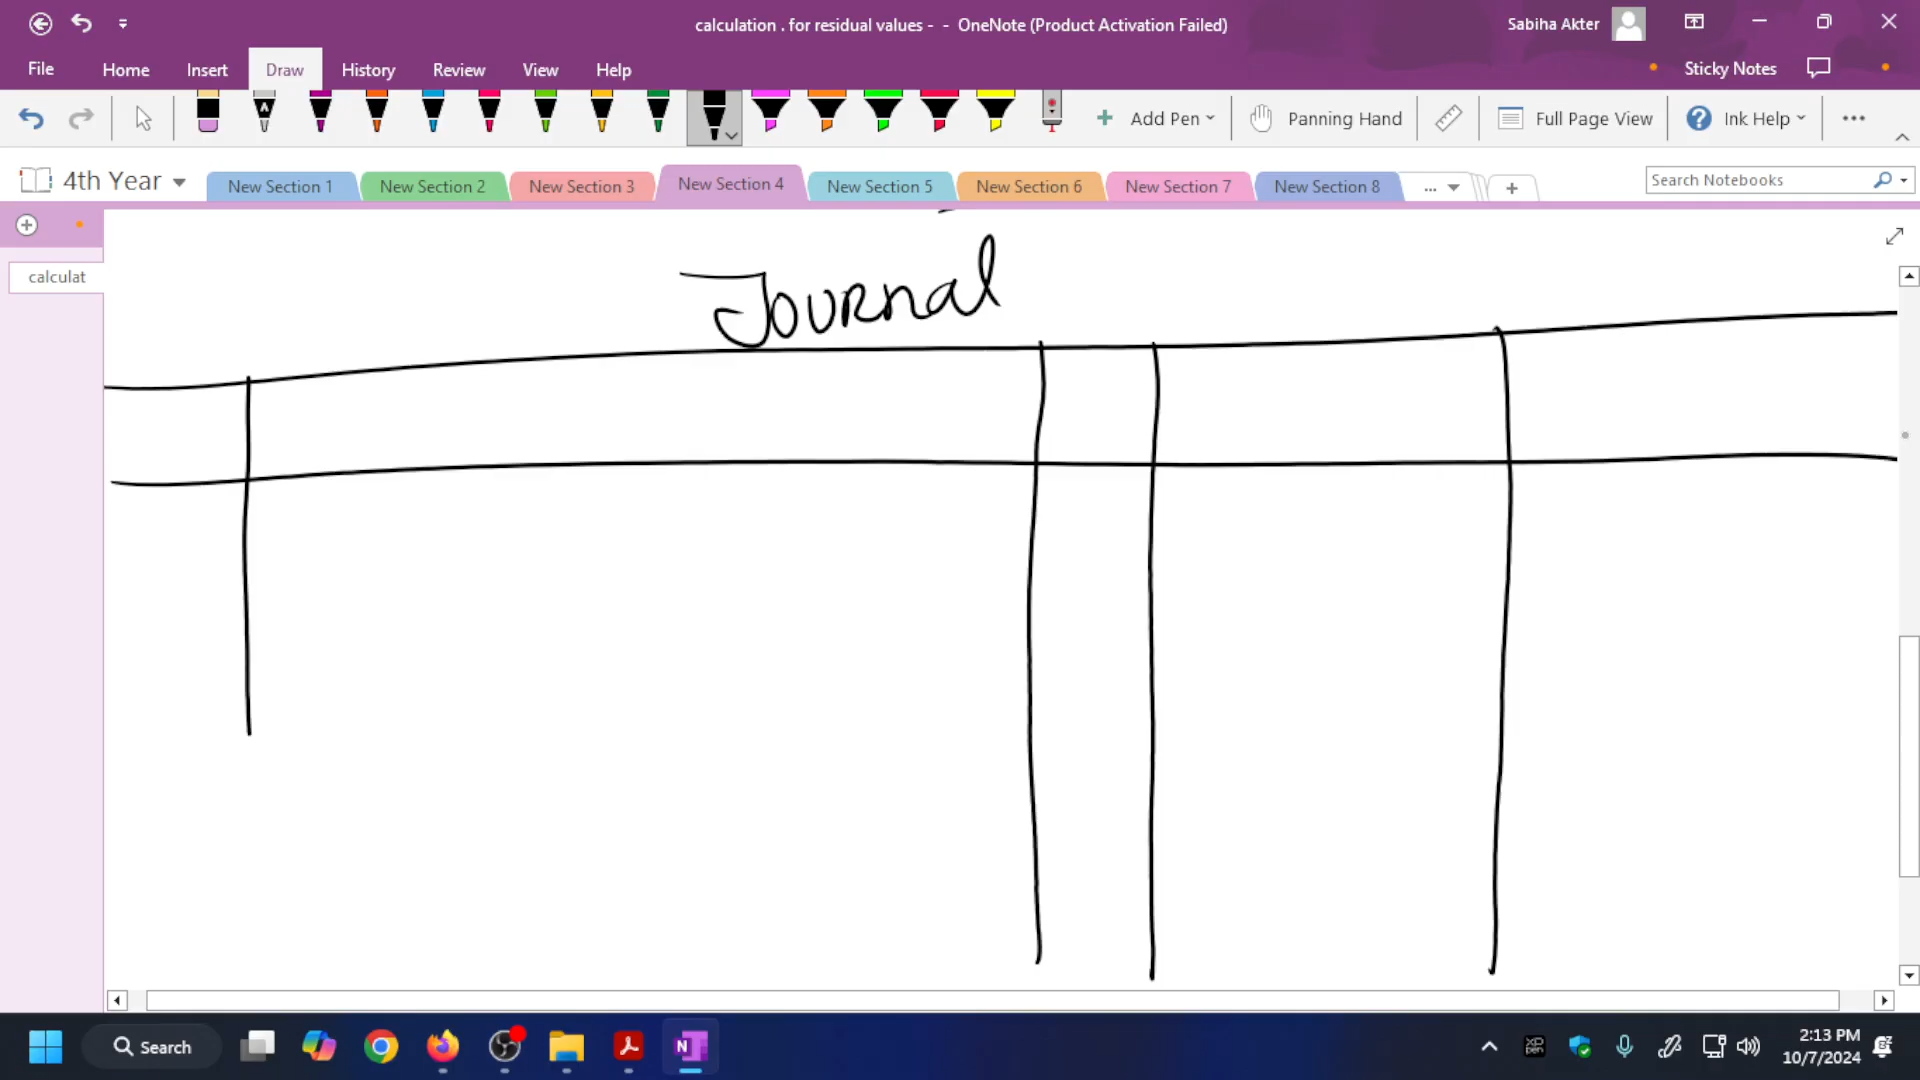 calculation . for residual values - - OneNote (Product Activation Failed)
Sabiha Akter
File
Home
Insert
Draw
History
Review
View
Help
Sticky Notes
Add Pen
Panning Hand
Full Page View
Ink Help
4th Year
New Section 1
New Section 2
New Section 3
New Section 4
New Section 5
New Section 6
New Section 7
New Section 8
...
Search Notebooks
calculat
Journal
Search
2:13 PM
10/7/2024